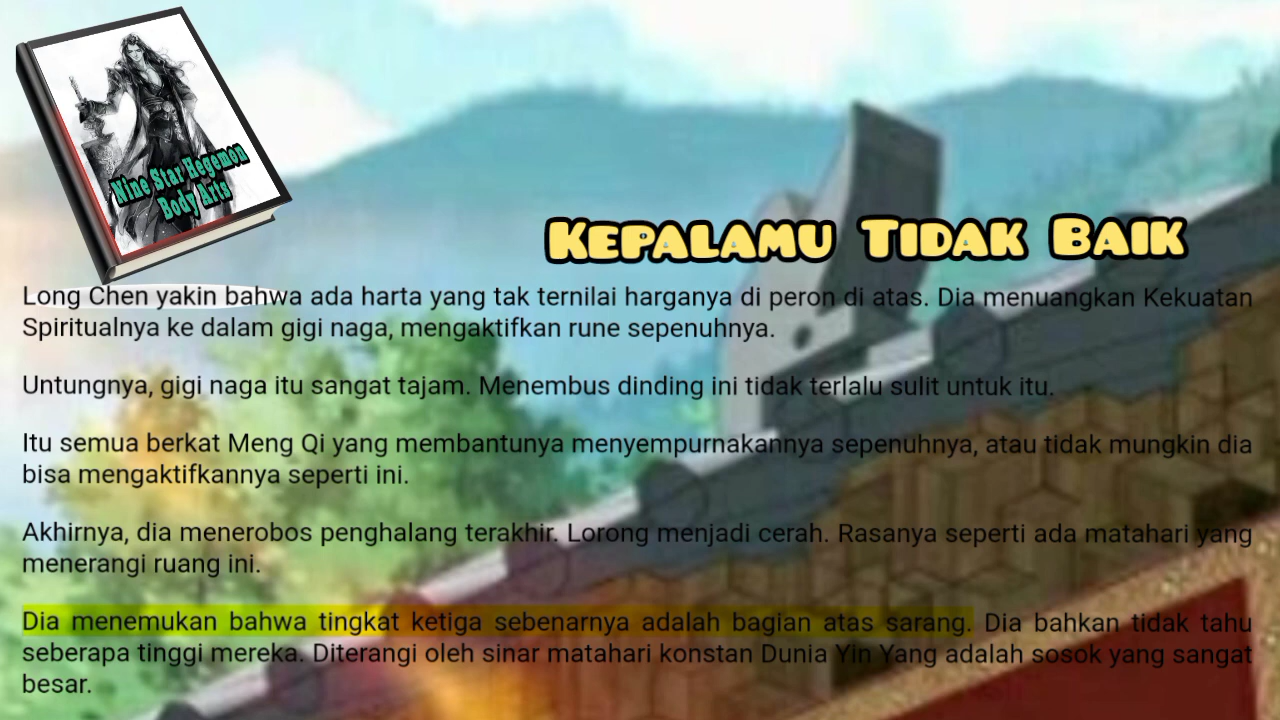 Nine Star Hegemon
Body Arts
Kepalamu Tidak Baik
Long Chen yakin bahwa ada harta yang tak ternilai harganya di peron di atas. Dia menuangkan Kekuatan
Spiritualnya ke dalam gigi naga, mengaktifkan rune sepenuhnya.
Untungnya, gigi naga itu sangat tajam. Menembus dinding ini tidak terlalu sulit untuk itu.
Itu semua berkat Meng Qi yang membantunya menyempurnakannya sepenuhnya, atau tidak mungkin dia
bisa mengaktifkannya seperti ini.
Akhirnya, dia menerobos penghalang terakhir. Lorong menjadi cerah. Rasanya seperti ada matahari yang
menerangi ruang ini.
Dia menemukan bahwa tingkat ketiga sebenarnya adalah bagian atas sarang. Dia bahkan tidak tahu
seberapa tinggi mereka. Diterangi oleh sinar matahari konstan Dunia Yin Yang adalah sosok yang sangat
besar.